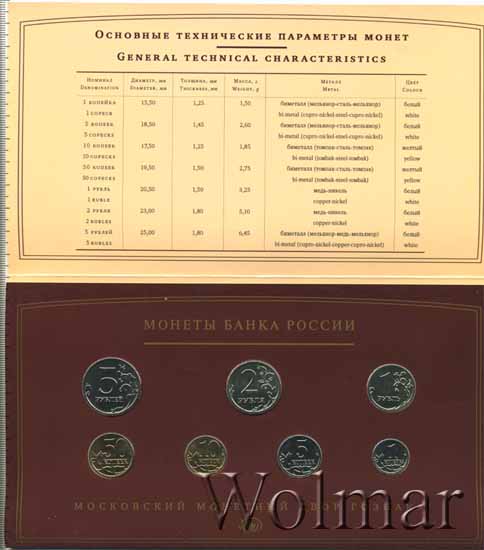 Основные технические параметры монет
General technical characteristics
Номинал Диаметр, мм Толщина, мм Масса, г Металл Цвет
Denomination Diameter, mm Thickness, mm Weight, g Metal Colour
1 копейка 15,50 1,25 1,50 биметалл (мельхиор-сталь-мельхиор) белый
1 copeck bi-metal (cupro-nickel-steel-cupro-nickel) white
5 копеек 18,50 1,45 2,60 биметалл (мельхиор-сталь-мельхиор) белый
5 copecks bi-metal (cupro-nickel-steel-cupro-nickel) white
10 копеек 17,50 1,25 1,85 биметалл (томпак-сталь-томпак) желтый
10 copecks bi-metal (tombak-steel-tombak) yellow
50 копеек 19,50 1,50 2,75 биметалл (томпак-сталь-томпак) желтый
50 copecks bi-metal (tombak-steel-tombak) yellow
1 рубль 20,50 1,50 3,25 медь-никель белый
1 ruble copper-nickel white
2 рубля 23,00 1,80 5,10 медь-никель белый
2 rubles copper-nickel white
5 рублей 25,00 1,80 6,45 биметалл (мельхиор-медь-мельхиор) белый
5 rubles bi-metal (cupro-nickel-copper-cupro-nickel) white
МОНЕТЫ БАНКА РОССИИ
5 РУБЛЕЙ
2 РУБЛЯ
1 РУБЛЬ
50 КОПЕЕК
10 КОПЕЕК
5 КОПЕЕК
1 КОПЕЙКА
МОСКОВСКИЙ МОНЕТНЫЙ ДВОР ГОЗНАКА
Wolmar